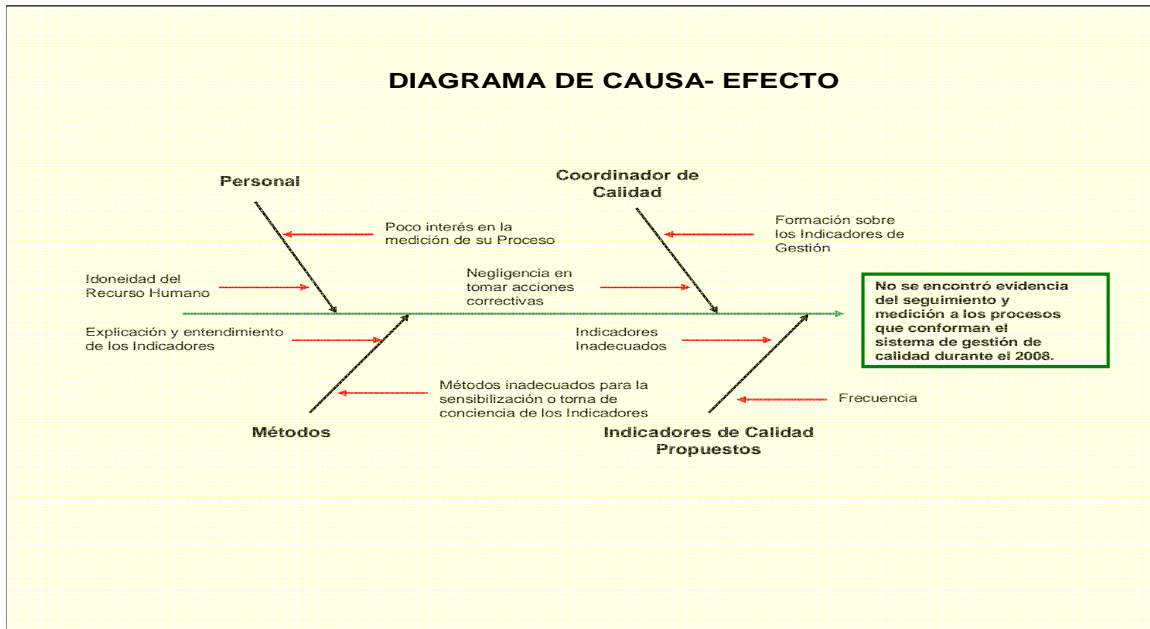 DIAGRAMA DE CAUSA- EFECTO
Personal
Coordinador de
Calidad
Poco interés en la
medición de su Proceso
Formación sobre
los Indicadores de
Gestión
Idoneidad del
Recurso Humano
Negligencia en
tomar acciones
correctivas
No se encontró evidencia
del seguimiento y
medición a los procesos
que conforman el
sistema de gestión de
calidad durante el 2008.
Explicación y entendimiento
de los Indicadores
Indicadores
Inadecuados
Métodos inadecuados para la
sensibilización o toma de
conciencia de los Indicadores
Frecuencia
Métodos
Indicadores de Calidad
Propuestos